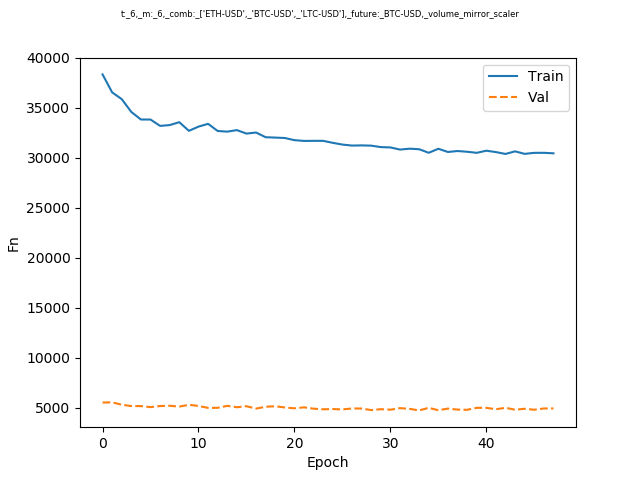 t:_6,_m:_6,_comb:_['ETH-USD',_'BTC-USD',_'LTC-USD'],_future:_BTC-USD,_volume_mirror_scaler
40000
35000
30000
25000
20000
15000
10000
5000
Fn
Train
Val
0 10 20 30 40
Epoch